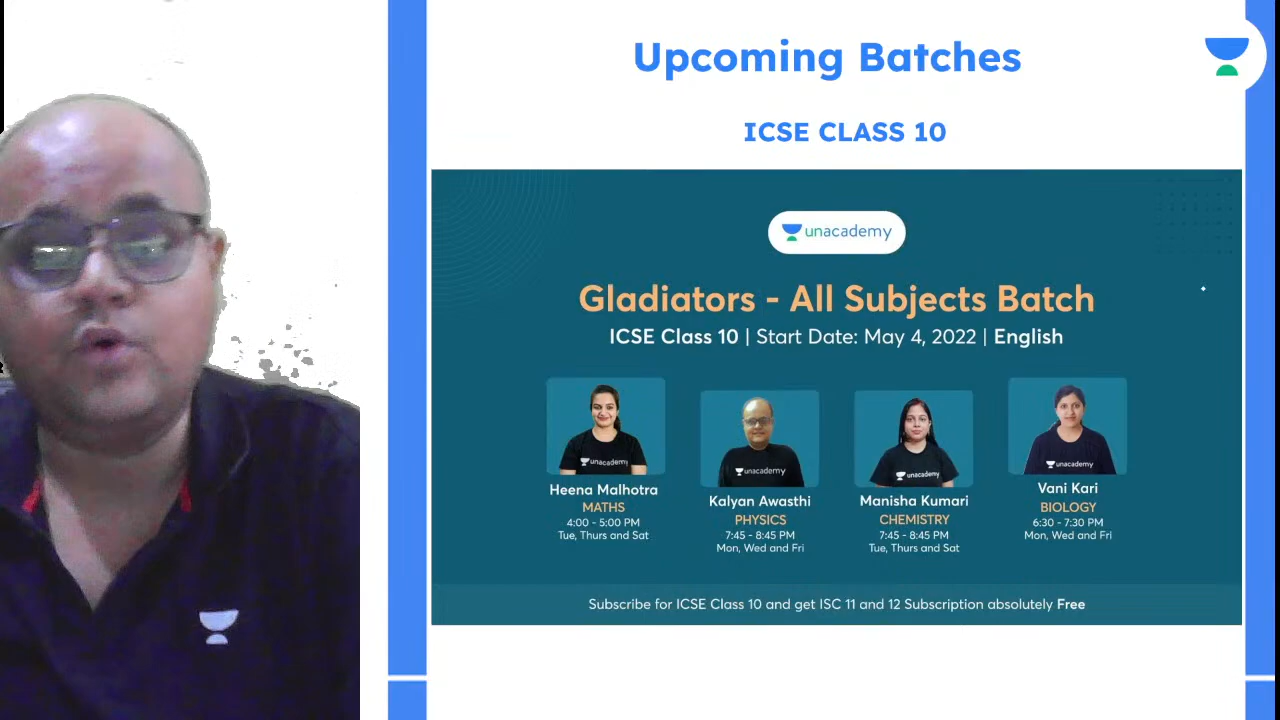 Upcoming Batches
ICSE CLASS 10
unacademy
Gladiators - All Subjects Batch
ICSE Class 10 | Start Date: May 4, 2022 | English
unacademy
unacademy
unacademy
unacademy
Heena Malhotra
MATHS
4:00 - 5:00 PM
Tue, Thurs and Sat
Kalyan Awasthi
PHYSICS
7:45 - 8:45 PM
Mon, Wed and Fri
Manisha Kumari
CHEMISTRY
7:45 - 8:45 PM
Tue, Thurs and Sat
Vani Kari
BIOLOGY
6:30 - 7:30 PM
Mon, Wed and Fri
Subscribe for ICSE Class 10 and get ISC 11 and 12 Subscription absolutely Free